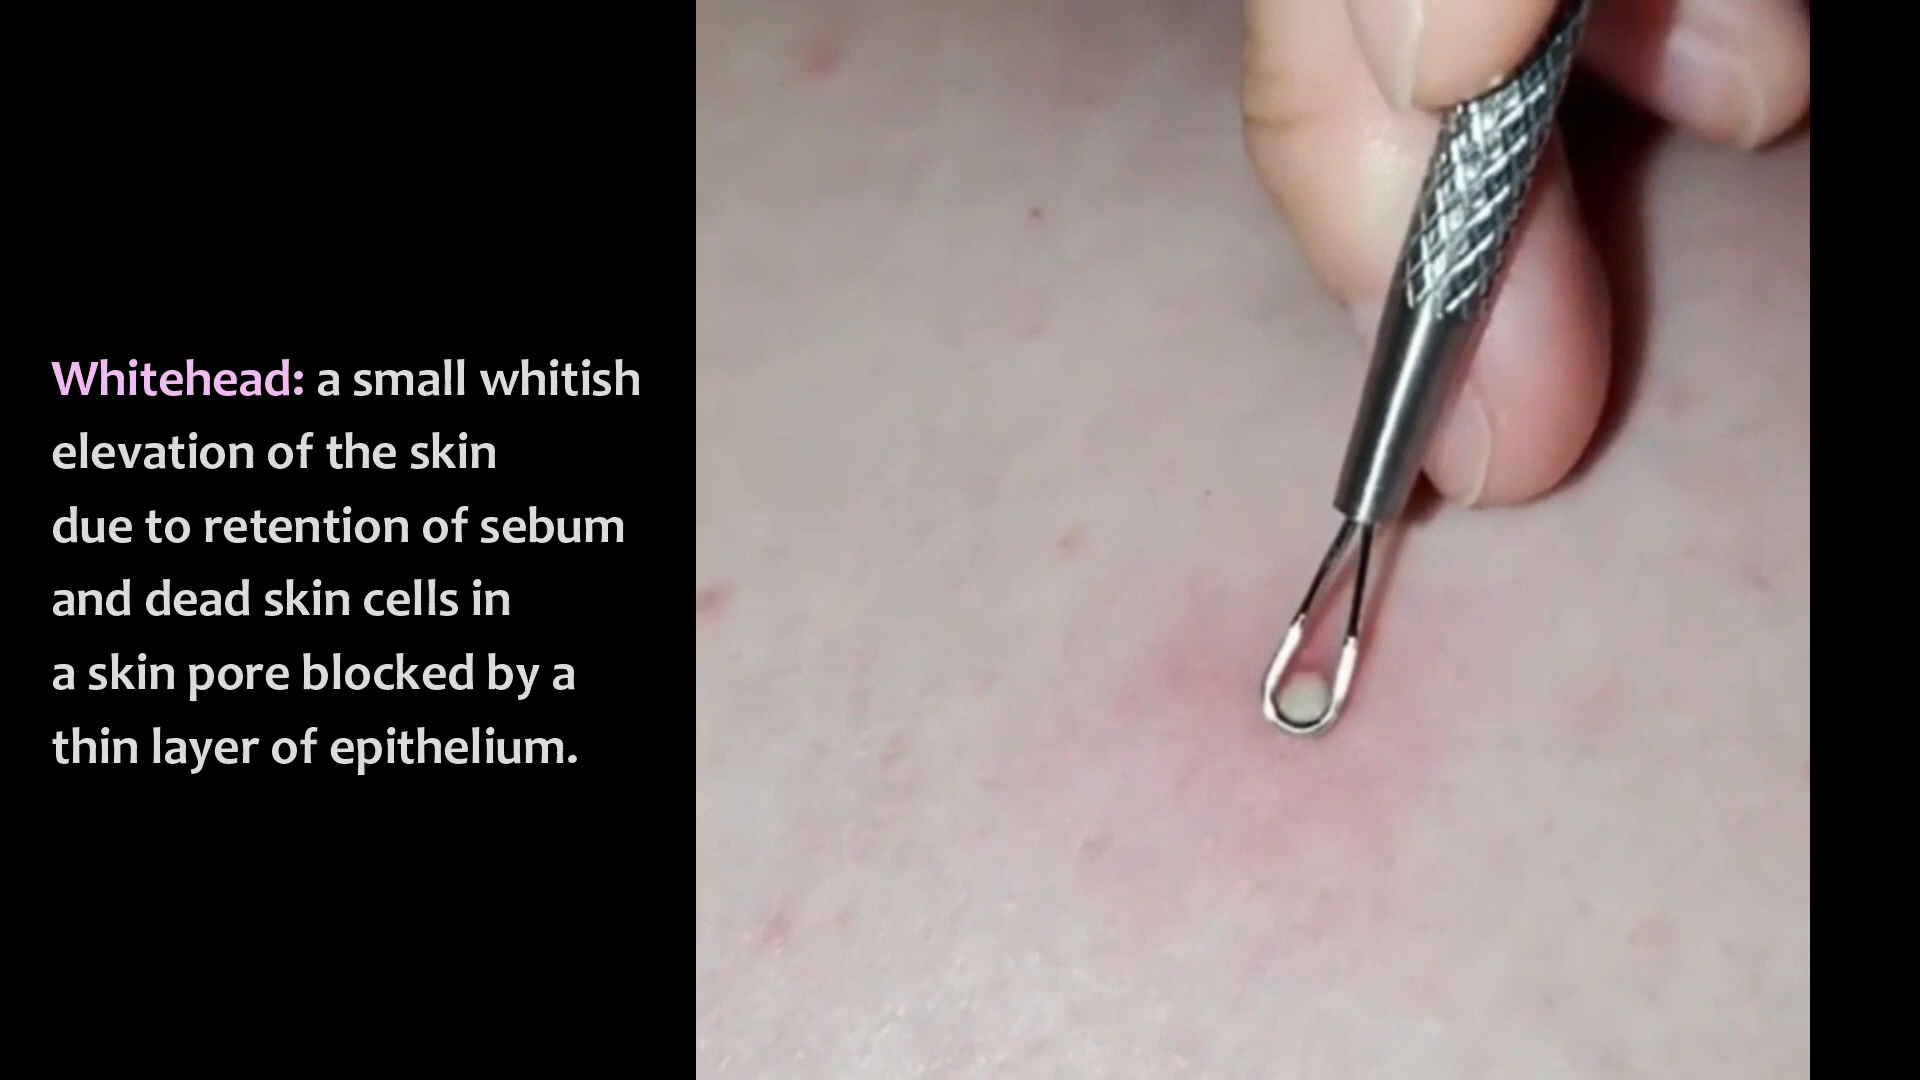 Whitehead: a small whitish
elevation of the skin
due to retention of sebum
and dead skin cells in
a skin pore blocked by a
thin layer of epithelium.